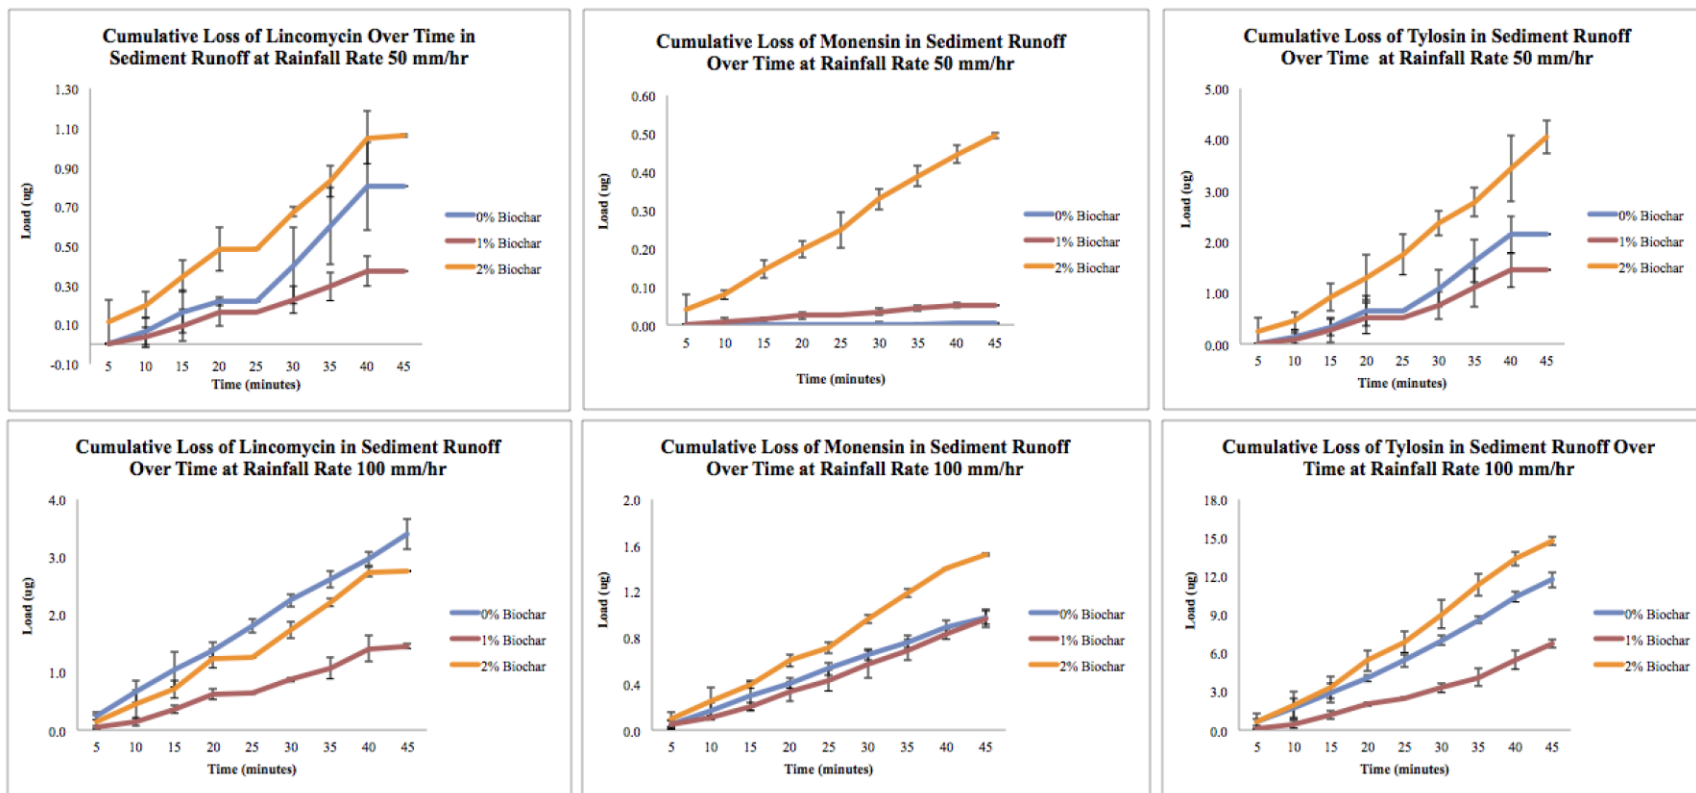 Cumulative Loss of Lincomycin Over Time in
Sediment Runoff at Rainfall Rate 50 mm/hr
1.30
1.10
0.90
0.70
0.50
0.30
0.10
-0.10
Load (ug)
5 10 15 20 25 30 35 40 45
Time (minutes)
0% Biochar
1% Biochar
2% Biochar
Cumulative Loss of Monensin in Sediment Runoff
Over Time at Rainfall Rate 50 mm/hr
0.60
0.50
0.40
0.30
0.20
0.10
0.00
Load (ug)
5 10 15 20 25 30 35 40 45
Time (minutes)
0% Biochar
1% Biochar
2% Biochar
Cumulative Loss of Tylosin in Sediment Runoff
Over Time at Rainfall Rate 50 mm/hr
5.00
4.00
3.00
2.00
1.00
0.00
Load (ug)
5 10 15 20 25 30 35 40 45
Time (minutes)
0% Biochar
1% Biochar
2% Biochar
Cumulative Loss of Lincomycin in Sediment Runoff
Over Time at Rainfall Rate 100 mm/hr
4.0
3.0
2.0
1.0
0.0
Load (ug)
5 10 15 20 25 30 35 40 45
Time (minutes)
0% Biochar
1% Biochar
2% Biochar
Cumulative Loss of Monensin in Sediment Runoff
Over Time at Rainfall Rate 100 mm/hr
2.0
1.6
1.2
0.8
0.4
0.0
Load (ug)
5 10 15 20 25 30 35 40 45
Time (minutes)
0% Biochar
1% Biochar
2% Biochar
Cumulative Loss of Tylosin in Sediment Runoff Over
Time at Rainfall Rate 100 mm/hr
18.0
15.0
12.0
9.0
6.0
3.0
0.0
Load (ug)
5 10 15 20 25 30 35 40 45
Time (minutes)
0% Biochar
1% Biochar
2% Biochar